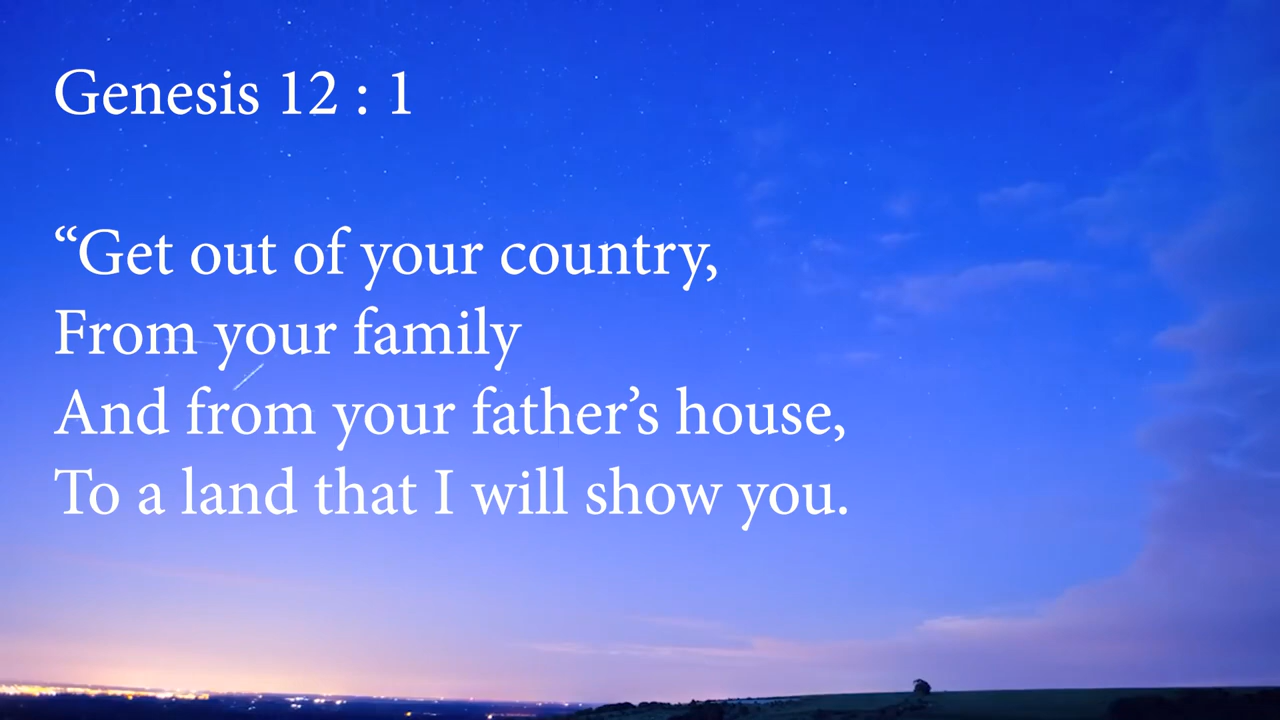 Genesis 12 : 1
“Get out of your country,
From your family
And from your father’s house,
To a land that I will show you.